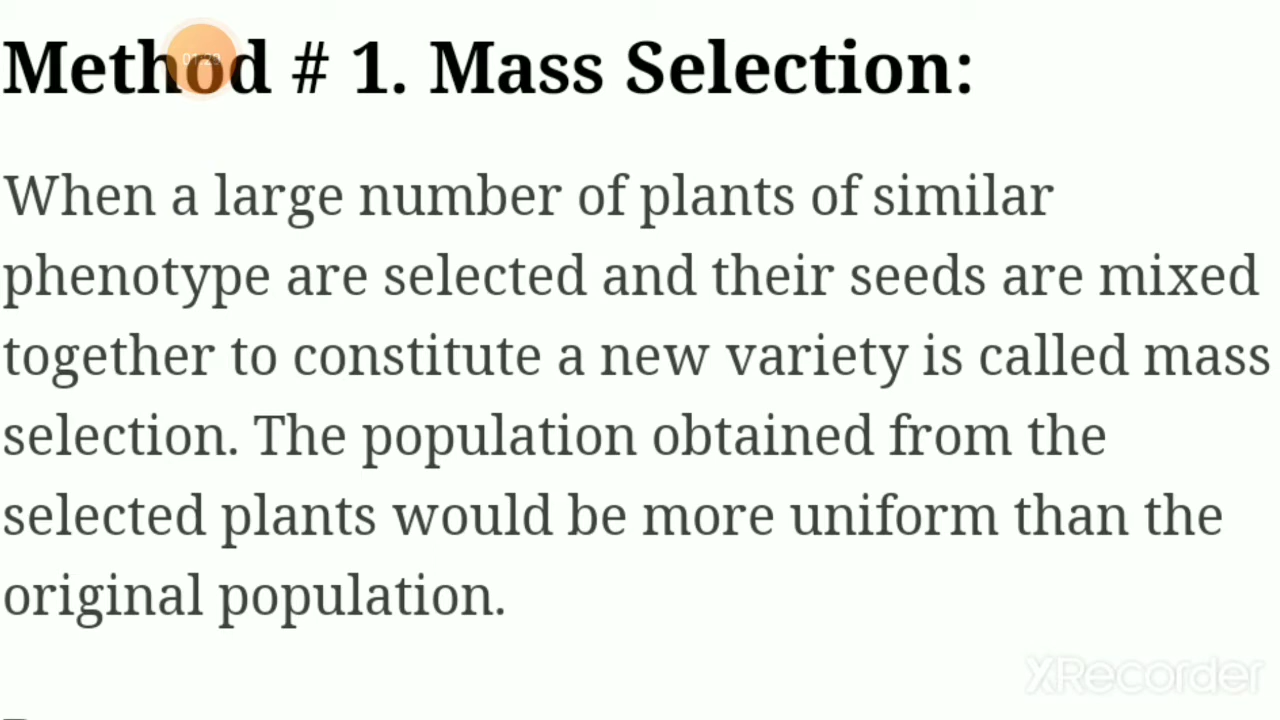 Method # 1. Mass Selection:
When a large number of plants of similar
phenotype are selected and their seeds are mixed
together to constitute a new variety is called mass
selection. The population obtained from the
selected plants would be more uniform than the
original population.
XRecorder